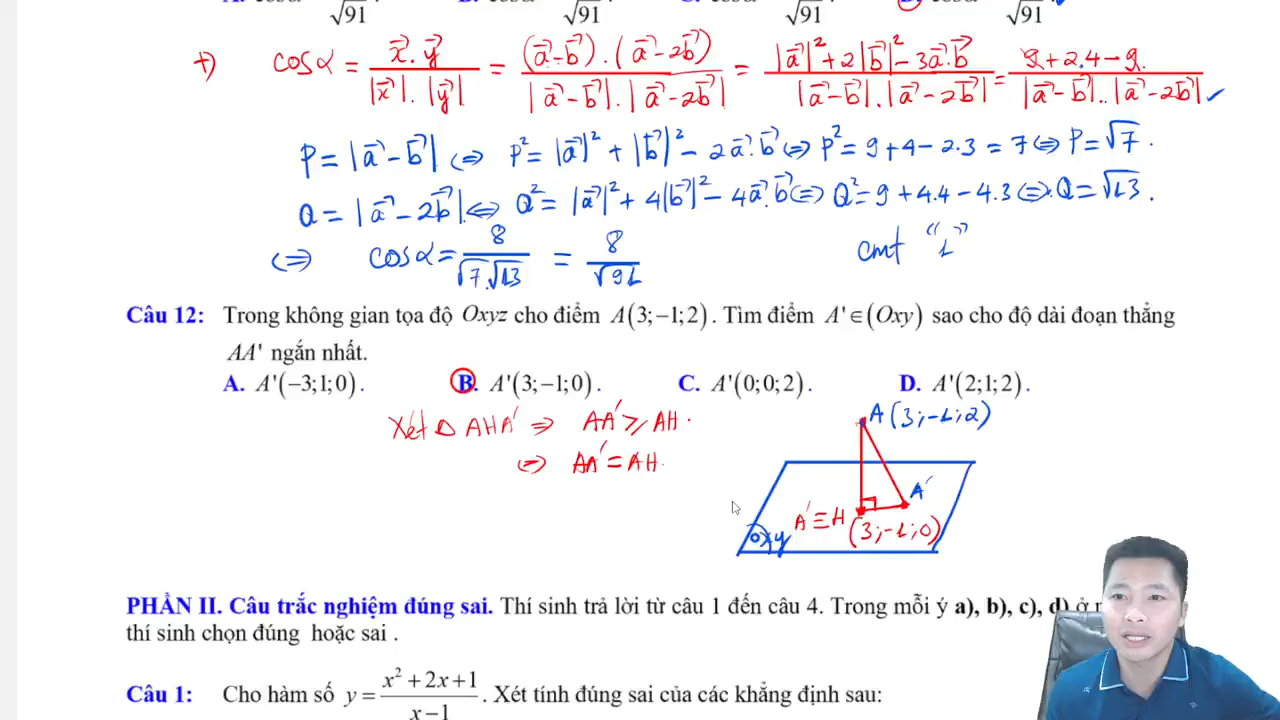 √91 √91 √91 √91
+) cosα = x⃗.y⃗ / |x⃗|.|y⃗| = (a⃗-b⃗).(a⃗-2b⃗) / |a⃗-b⃗|.|a⃗-2b⃗| = |a⃗|²+2|b⃗|²-3a⃗.b⃗ / |a⃗-b⃗|.|a⃗-2b⃗| = 9+2.4-9 / |a⃗-b⃗|..|a⃗-2b⃗|
P = |a⃗-b⃗| ⇔ P² = |a⃗|²+|b⃗|²-2a⃗.b⃗ ⇔ P² = 9+4-2.3 = 7 ⇔ P = √7.
Q = |a⃗-2b⃗| ⇔ Q² = |a⃗|²+4|b⃗|²-4a⃗.b⃗ ⇔ Q² = 9+4.4-4.3 ⇔ Q = √13.
⇔ cosα = 8/√7.√13 = 8/√91 cmt "1"
Câu 12: Trong không gian tọa độ Oxyz cho điểm A(3;−1;2). Tìm điểm A'∈(Oxy) sao cho độ dài đoạn thẳng
AA' ngắn nhất.
A. A'(−3;1;0). B. A'(3;−1;0). C. A'(0;0;2). D. A'(2;1;2).
Xét Δ AHA' ⇒ AA' ≥ AH.
⇒ AA' = AH.
A(3;-1;2)
A'
A' ≡ H
(3;-1;0)
Oxy
PHẦN II. Câu trắc nghiệm đúng sai. Thí sinh trả lời từ câu 1 đến câu 4. Trong mỗi ý a), b), c), d) ở
thí sinh chọn đúng hoặc sai .
Câu 1: Cho hàm số y = x²+2x+1 / x−1. Xét tính đúng sai của các khẳng định sau: